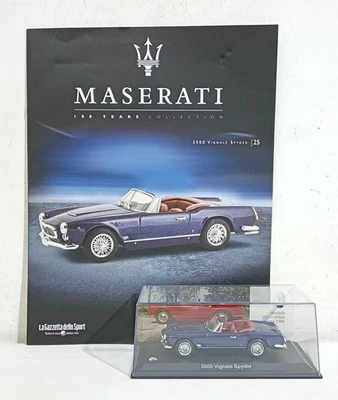 MASERATI
100 YEARS COLLECTION
3500 VIGNALE SPYDER 25
La Gazzetta dello Sport
3500 Vignale Spyder